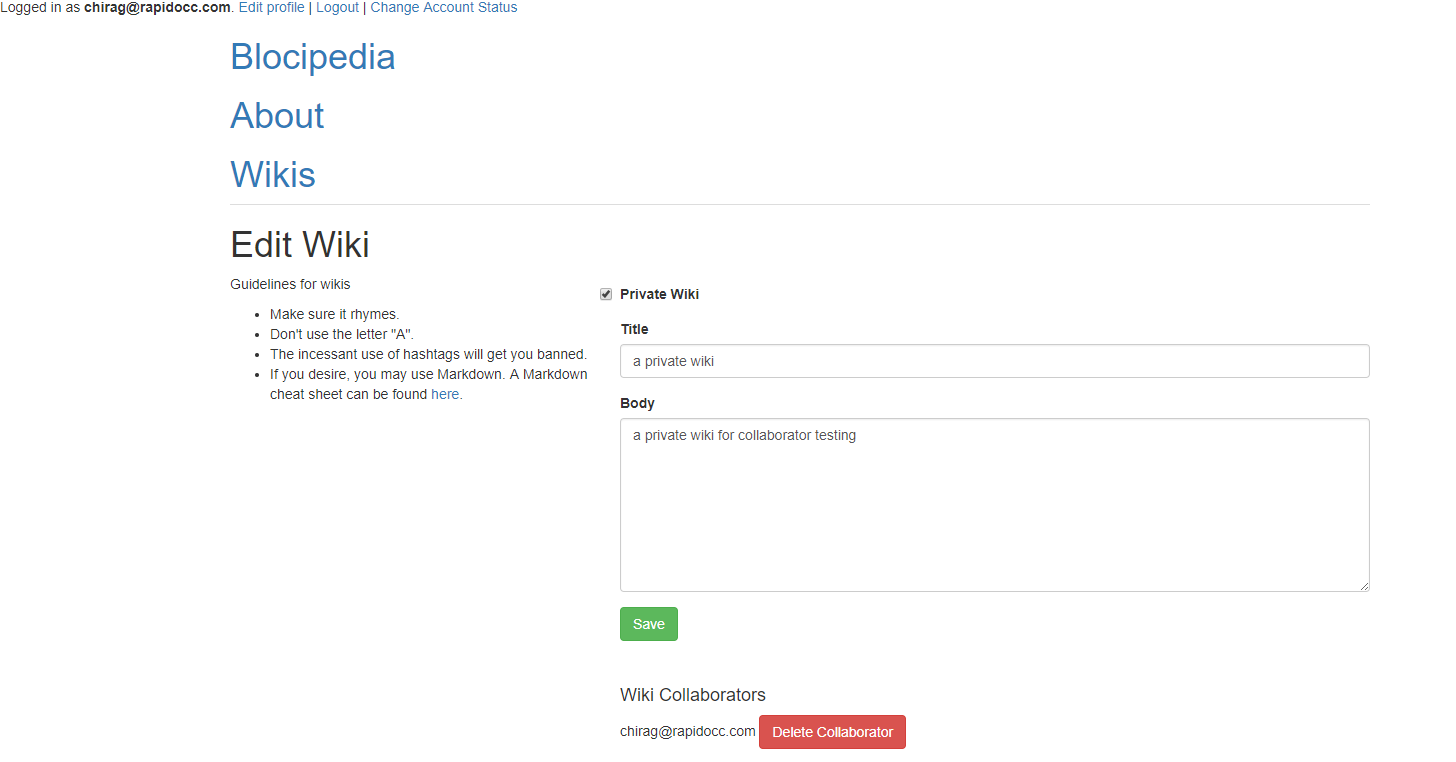 Logged in as chirag@rapidocc.com. Edit profile | Logout | Change Account Status
Blocipedia
About
Wikis
Edit Wiki
Guidelines for wikis
Make sure it rhymes.
Don't use the letter "A".
The incessant use of hashtags will get you banned.
If you desire, you may use Markdown. A Markdown
cheat sheet can be found here.
Private Wiki
Title
a private wiki
Body
a private wiki for collaborator testing
Save
Wiki Collaborators
chirag@rapidocc.com Delete Collaborator